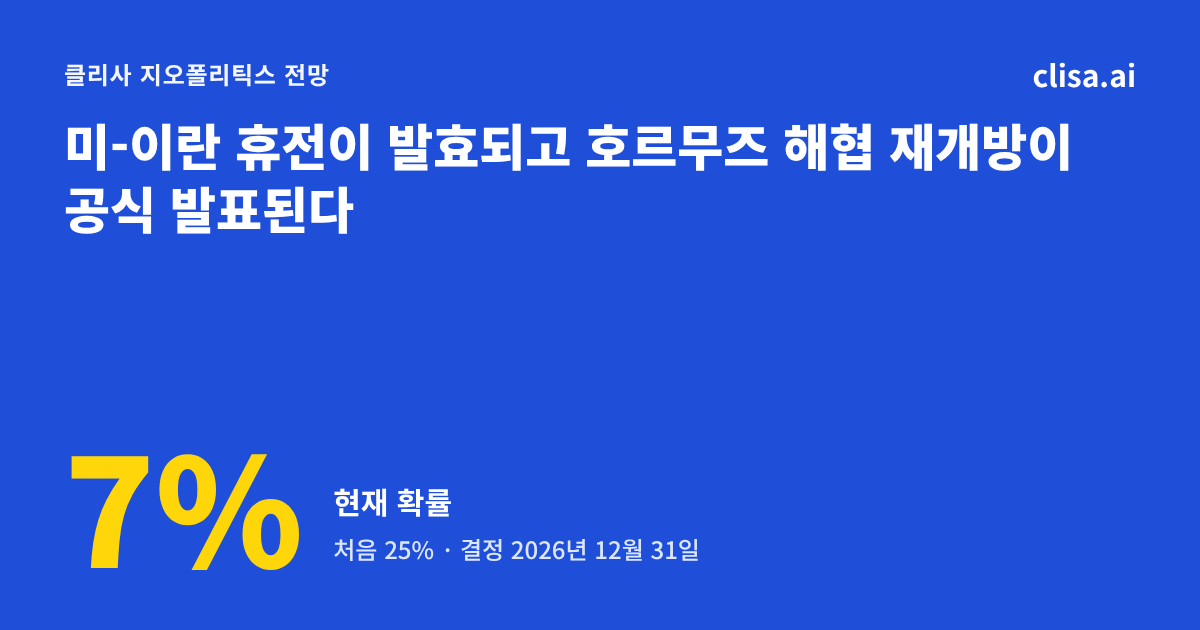 클리사 지오폴리틱스 전망
clisa.ai
미-이란 휴전이 발효되고 호르무즈 해협 재개방이
공식 발표된다
7%
현재 확률
처음 25% · 결정 2026년 12월 31일